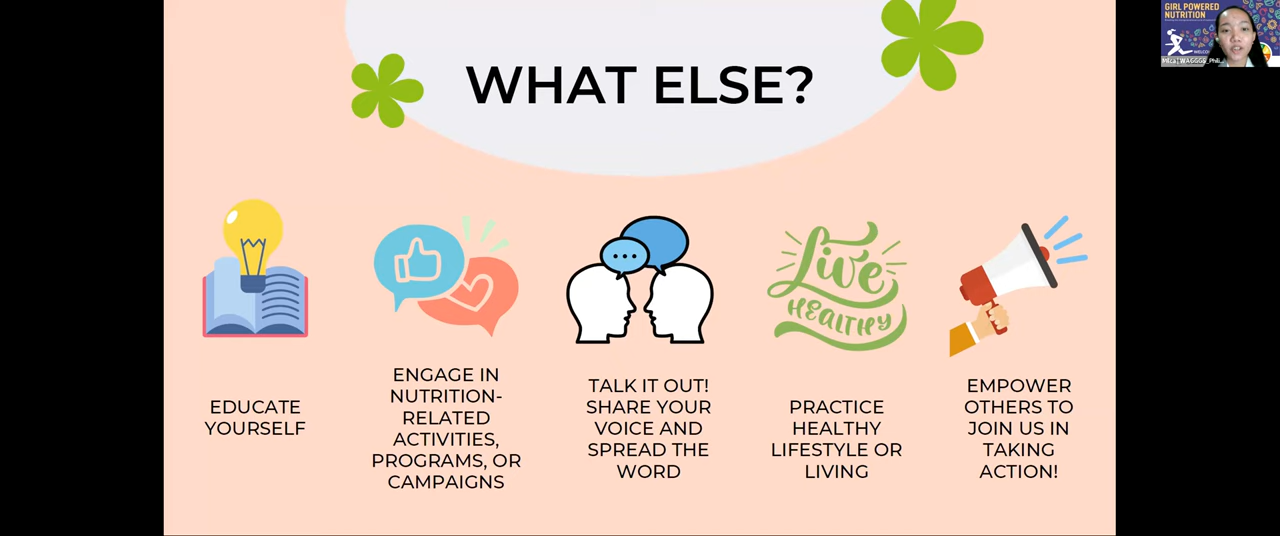 WHAT ELSE?
Live
HEALTHY
EDUCATE
YOURSELF
ENGAGE IN
NUTRITION-
RELATED
ACTIVITIES,
PROGRAMS, OR
CAMPAIGNS
TALK IT OUT!
SHARE YOUR
VOICE AND
SPREAD THE
WORD
PRACTICE
HEALTHY
LIFESTYLE OR
LIVING
EMPOWER
OTHERS TO
JOIN US IN
TAKING
ACTION!
GIRL POWERED
NUTRITION